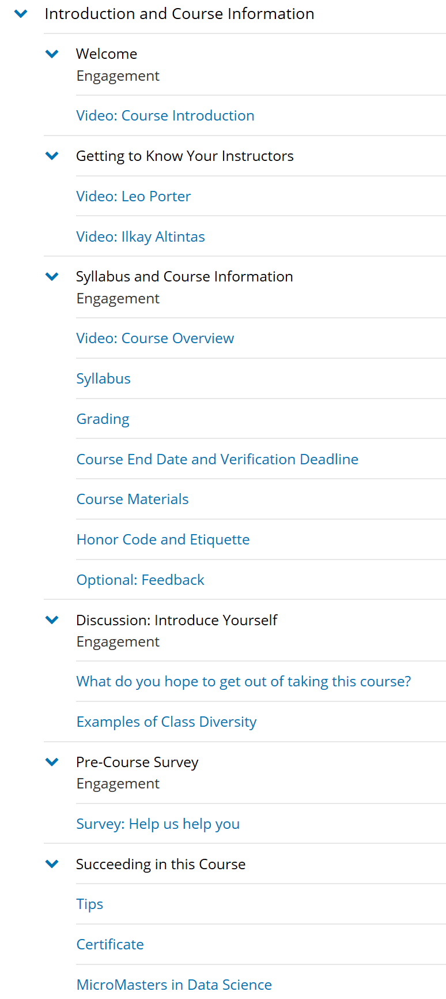 Introduction and Course Information
Welcome
Engagement
Video: Course Introduction
Getting to Know Your Instructors
Video: Leo Porter
Video: Ilkay Altintas
Syllabus and Course Information
Engagement
Video: Course Overview
Syllabus
Grading
Course End Date and Verification Deadline
Course Materials
Honor Code and Etiquette
Optional: Feedback
Discussion: Introduce Yourself
Engagement
What do you hope to get out of taking this course?
Examples of Class Diversity
Pre-Course Survey
Engagement
Survey: Help us help you
Succeeding in this Course
Tips
Certificate
MicroMasters in Data Science